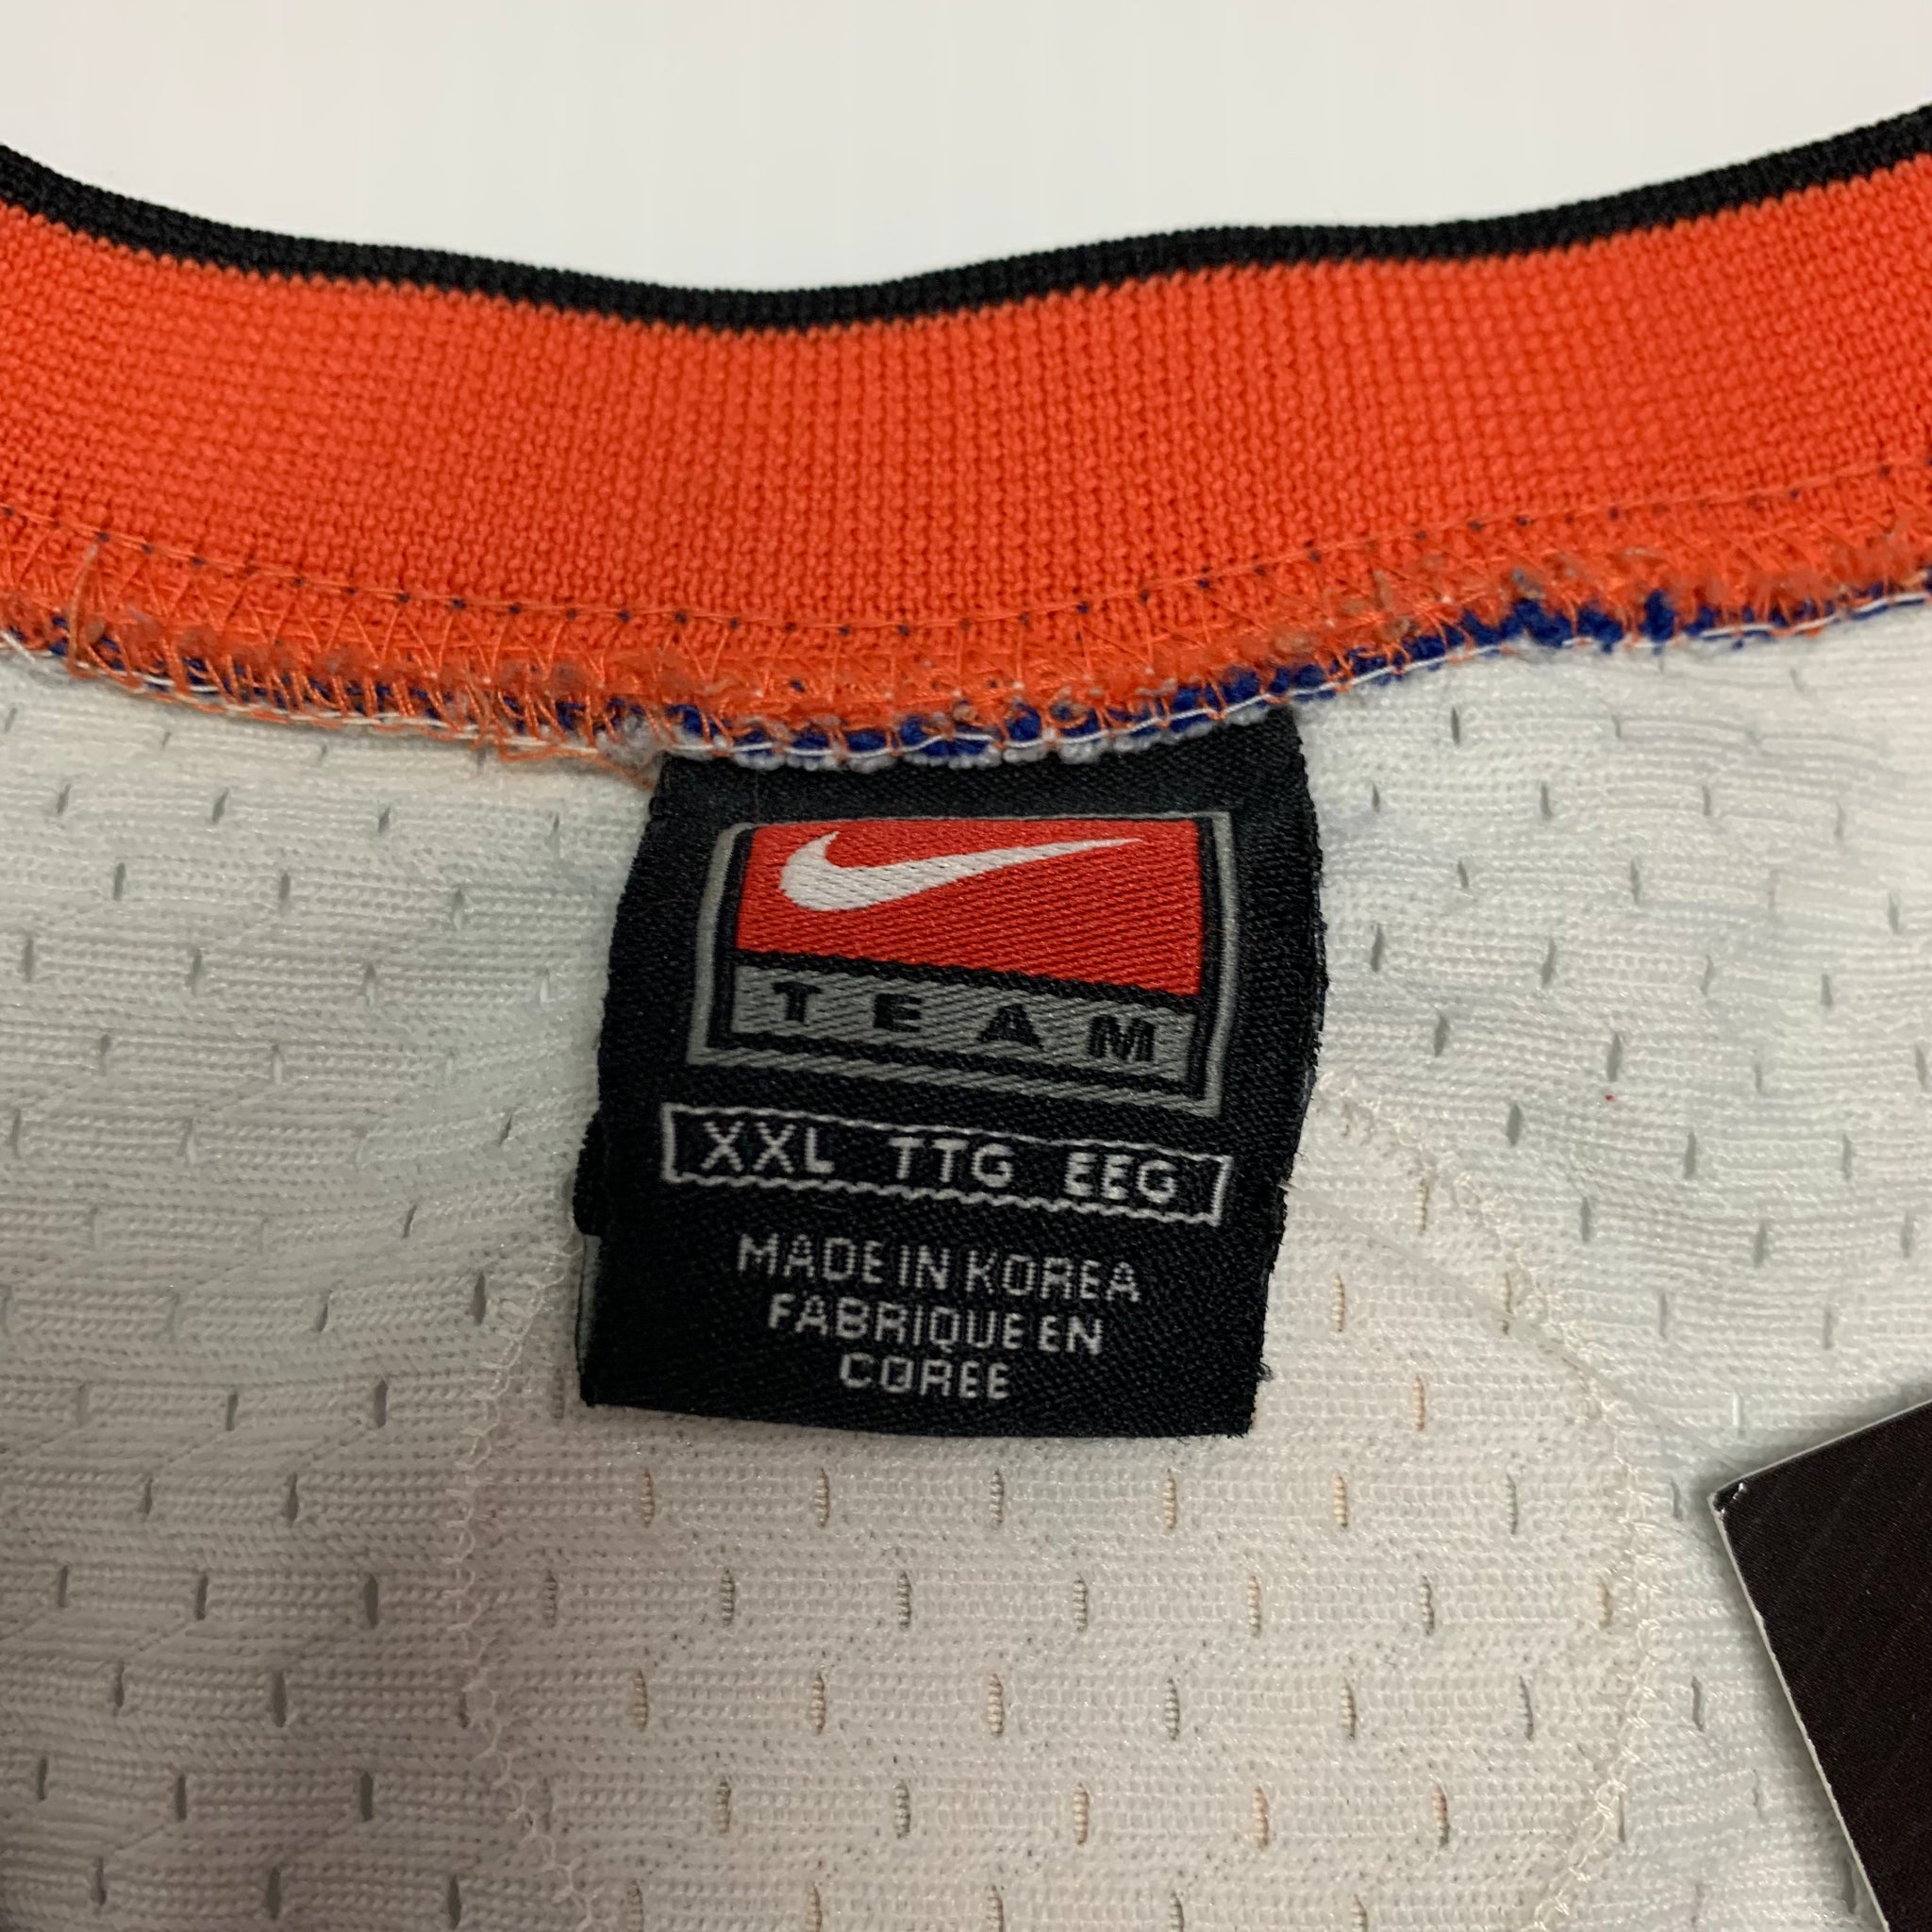 TEAM
XXL TTG EEG
MADE IN KOREA
FABRIQUE EN
COREE